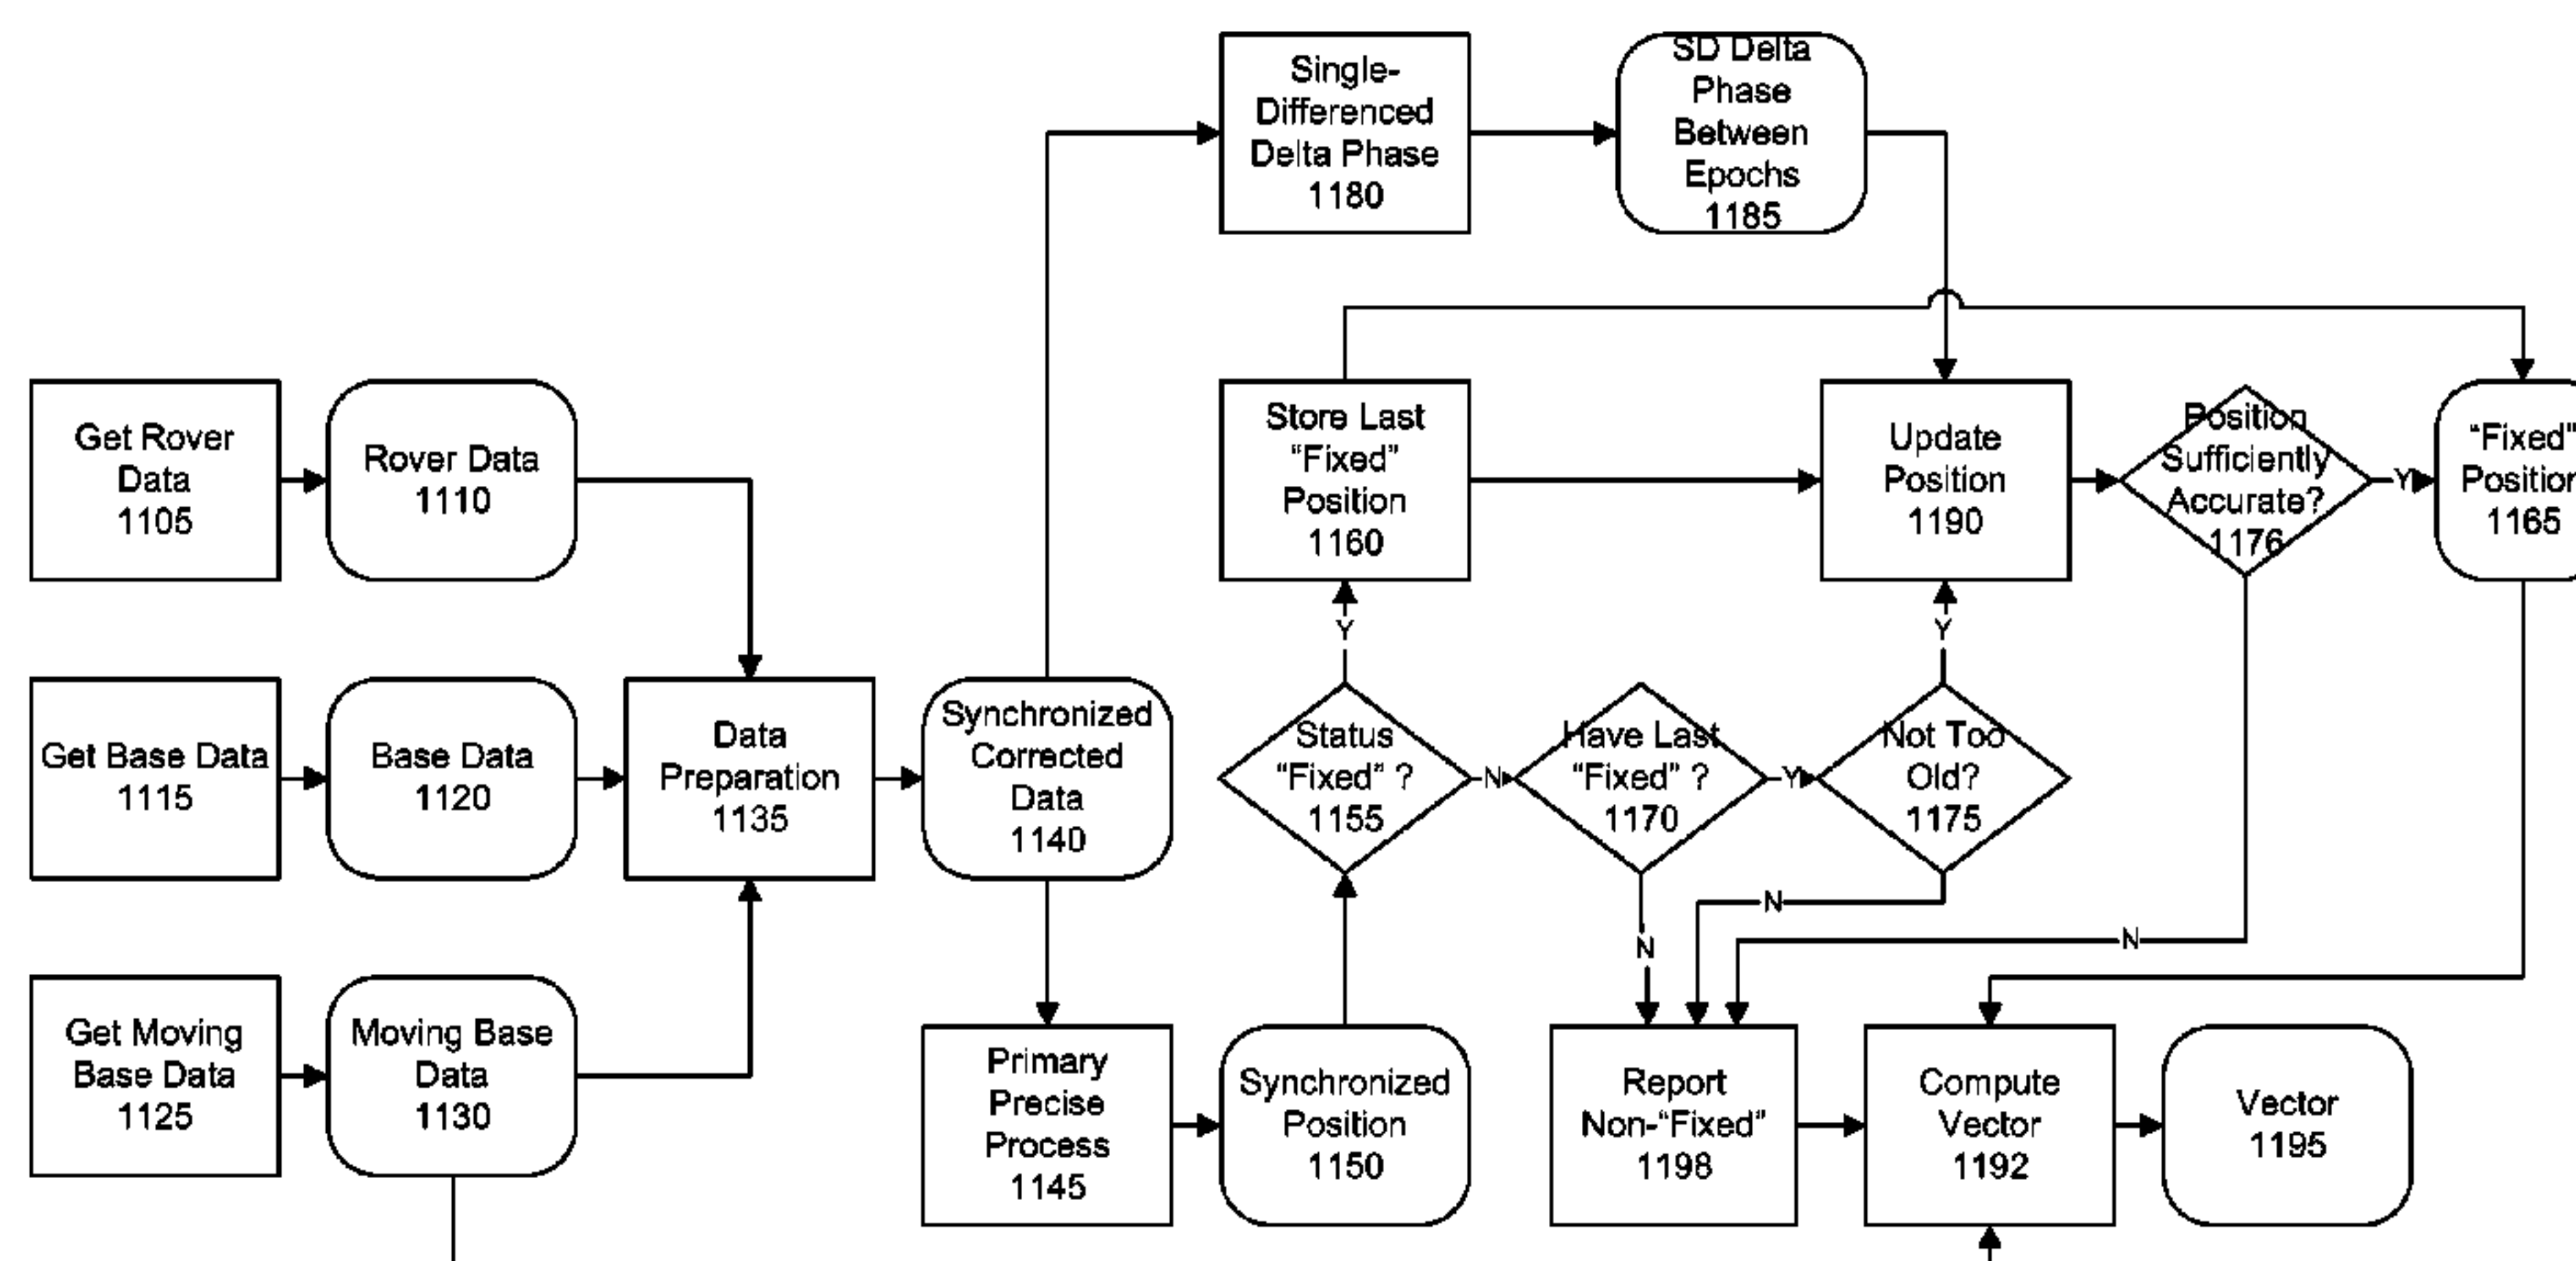 Single-
Differenced
Delta Phase
1180
SD Delta
Phase
Between
Epochs
1185
Get Rover
Data
1105
Rover Data
1110
Store Last
“Fixed”
Position
1160
Update
Position
1190
Position
Sufficiently
Accurate?
1176
Y
“Fixed”
Position
1165
Y
Y
Get Base Data
1115
Base Data
1120
Data
Preparation
1135
Synchronized
Corrected
Data
1140
Status
“Fixed” ?
1155
N
Have Last
“Fixed” ?
1170
Y
Not Too
Old?
1175
N
N
N
Get Moving
Base Data
1125
Moving Base
Data
1130
Primary
Precise
Process
1145
Synchronized
Position
1150
Report
Non-“Fixed”
1198
Compute
Vector
1192
Vector
1195